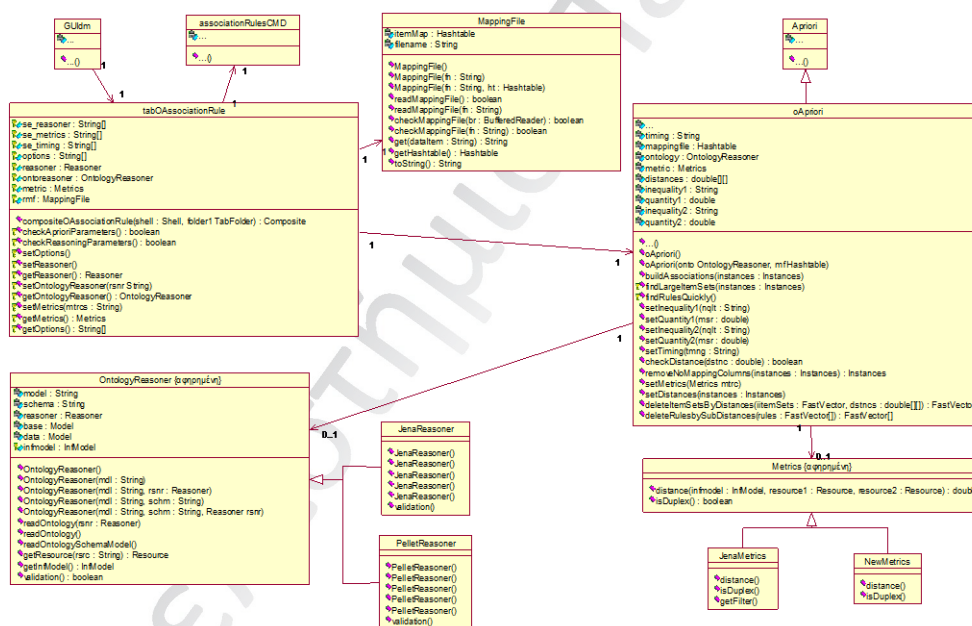 GUIdm
...
...()
associationRulesCMD
...
...()
MappingFile
itemMap : Hashtable
filename : String
MappingFile()
MappingFile(fn : String)
MappingFile(fn : String, ht : Hashtable)
readMappingFile() : boolean
readMappingFile(fn : String)
checkMappingFile(br : BufferedReader) : boolean
checkMappingFile(fn : String) : boolean
get(dataItem : String) : String
getHashtable() : Hashtable
toString() : String
Apriori
...
...()
1
1
1
1
1
1
tabOAssociationRule
se_reasoner : String[]
se_metrics : String[]
se_timing : String[]
options : String[]
reasoner : Reasoner
ontoreasoner : OntologyReasoner
metric : Metrics
rmf : MappingFile
compositeOAssociationRule(shell : Shell, folder1 TabFolder) : Composite
checkAprioriParameters() : boolean
checkReasoningParameters() : boolean
setOptions()
setReasoner()
getReasoner() : Reasoner
setOntologyReasoner(rsnr String)
getOntologyReasoner() : OntologyReasoner
setMetrics(mtrcs : String)
getMetrics() : Metrics
getOptions() : String[]
1
1
oApriori
...
timing : String
mappingfile : Hashtable
ontology : OntologyReasoner
metric : Metrics
distances : double[][]
inequality1 : String
quantity1 : double
inequality2 : String
quantity2 : double
...()
oApriori()
oApriori(onto OntologyReasoner, mfHashtable)
buildAssociations(instances : Instances)
findLargeItemSets(instances : Instances)
findRulesQuickly()
setInequality1(nqlt : String)
setQuantity1(msr : double)
setInequality2(nqlt : String)
setQuantity2(msr : double)
setTiming(tmng : String)
checkDistance(dstnc : double) : boolean
removeNoMappingColumns(instances : Instances) : Instances
setMetrics(Metrics mtrc)
setDistances(instances : Instances)
deleteItemSetsByDistances(iitemSets : FastVector, dstncs : double[][]) : FastVecto
deleteRulesbySubDistances(rules : FastVector[]) : FastVector[]
1
0..1
1
0..1
OntologyReasoner {αφηρημένη}
model : String
schema : String
reasoner : Reasoner
base : Model
data : Model
infmodel : InfModel
OntologyReasoner()
OntologyReasoner(mdl : String)
OntologyReasoner(mdl : String, rsnr : Reasoner)
OntologyReasoner(mdl : String, schm : String)
OntologyReasoner(mdl : String, schm : String, Reasoner rsnr)
readOntology(rsnr : Reasoner)
readOntology()
readOntologySchemaModel()
getResource(rsrc : String) : Resource
getInfModel() : InfModel
validation() : boolean
JenaReasoner
JenaReasoner()
JenaReasoner()
JenaReasoner()
JenaReasoner()
JenaReasoner()
validation()
PelletReasoner
PelletReasoner()
PelletReasoner()
PelletReasoner()
PelletReasoner()
PelletReasoner()
validation()
Metrics {αφηρημένη}
distance(infmodel : InfModel, resource1 : Resource, resource2 : Resource) : doubl
isDuplex() : boolean
JenaMetrics
distance()
isDuplex()
getFilter()
NewMetrics
distance()
isDuplex()